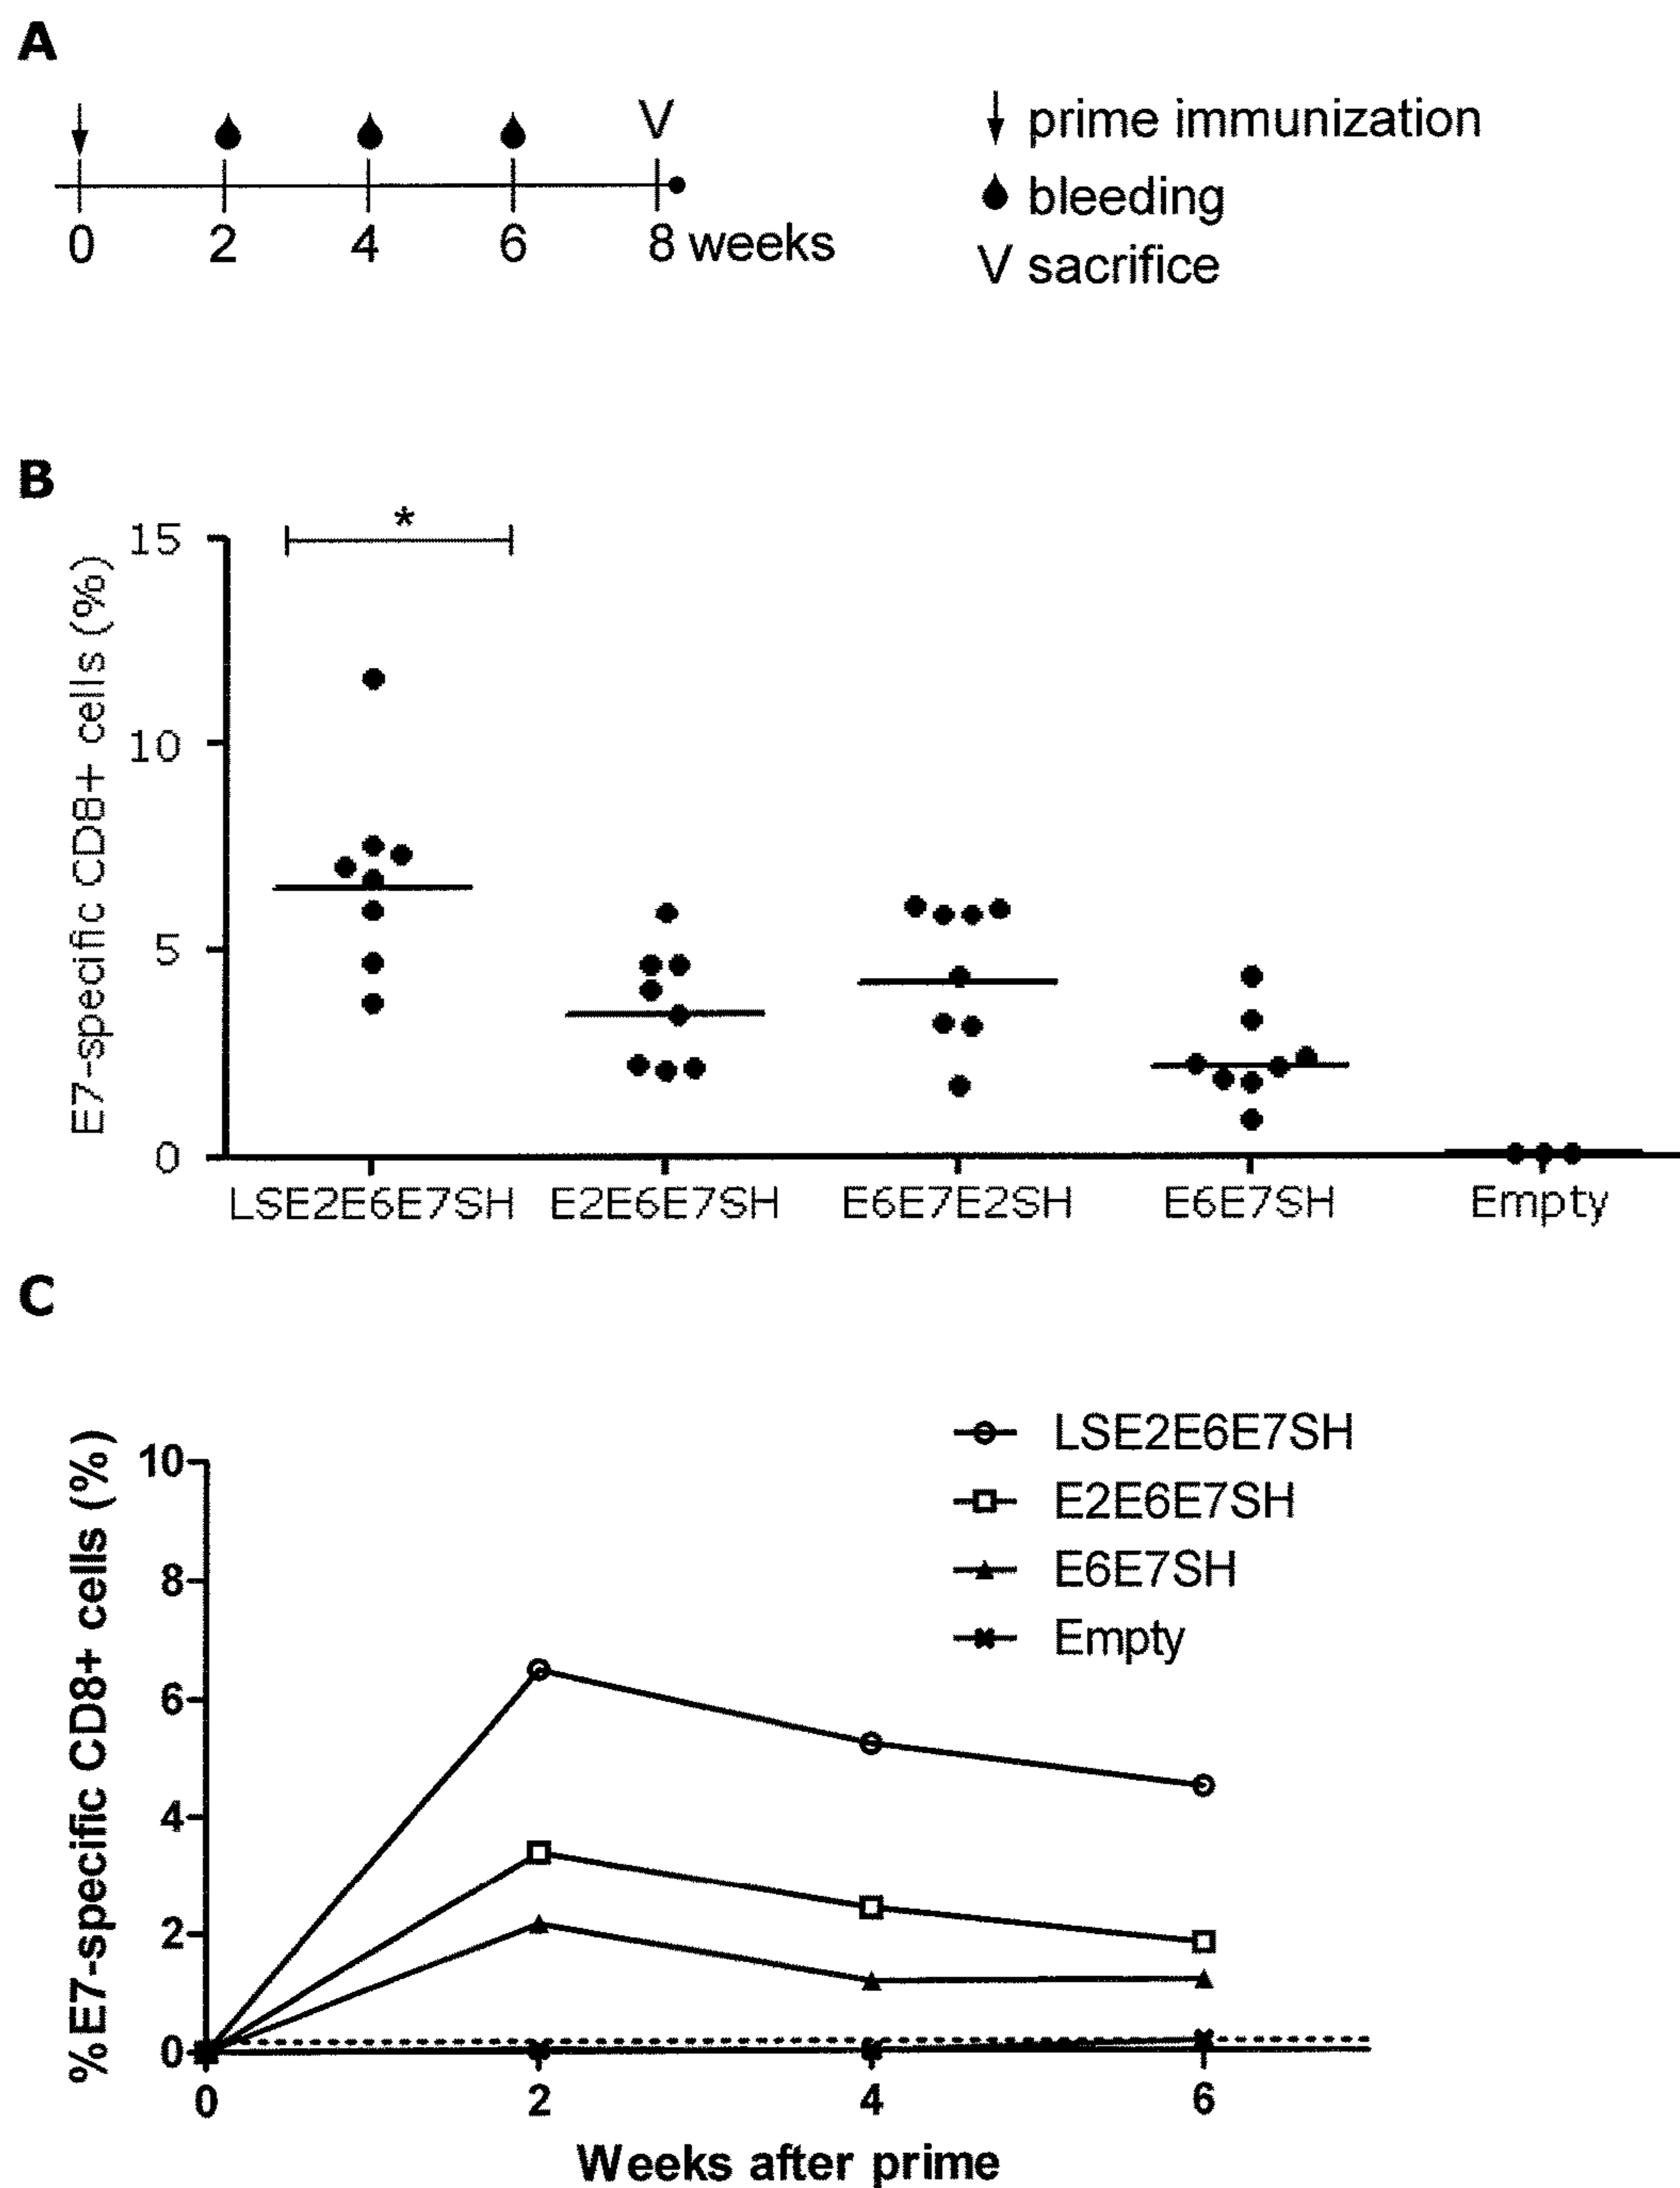 A
V
0 2 4 6 8 weeks
prime immunization
bleeding
V sacrifice
B
E7-specific CD8+ cells (%)
15
10
5
0
*
LSE2E6E7SH E2E6E7SH E6E7E2SH E6E7SH Empty
C
%E7-specific CD8+ cells (%)
10
8
6
4
2
0
LSE2E6E7SH
E2E6E7SH
E6E7SH
Empty
0 2 4 6
Weeks after prime